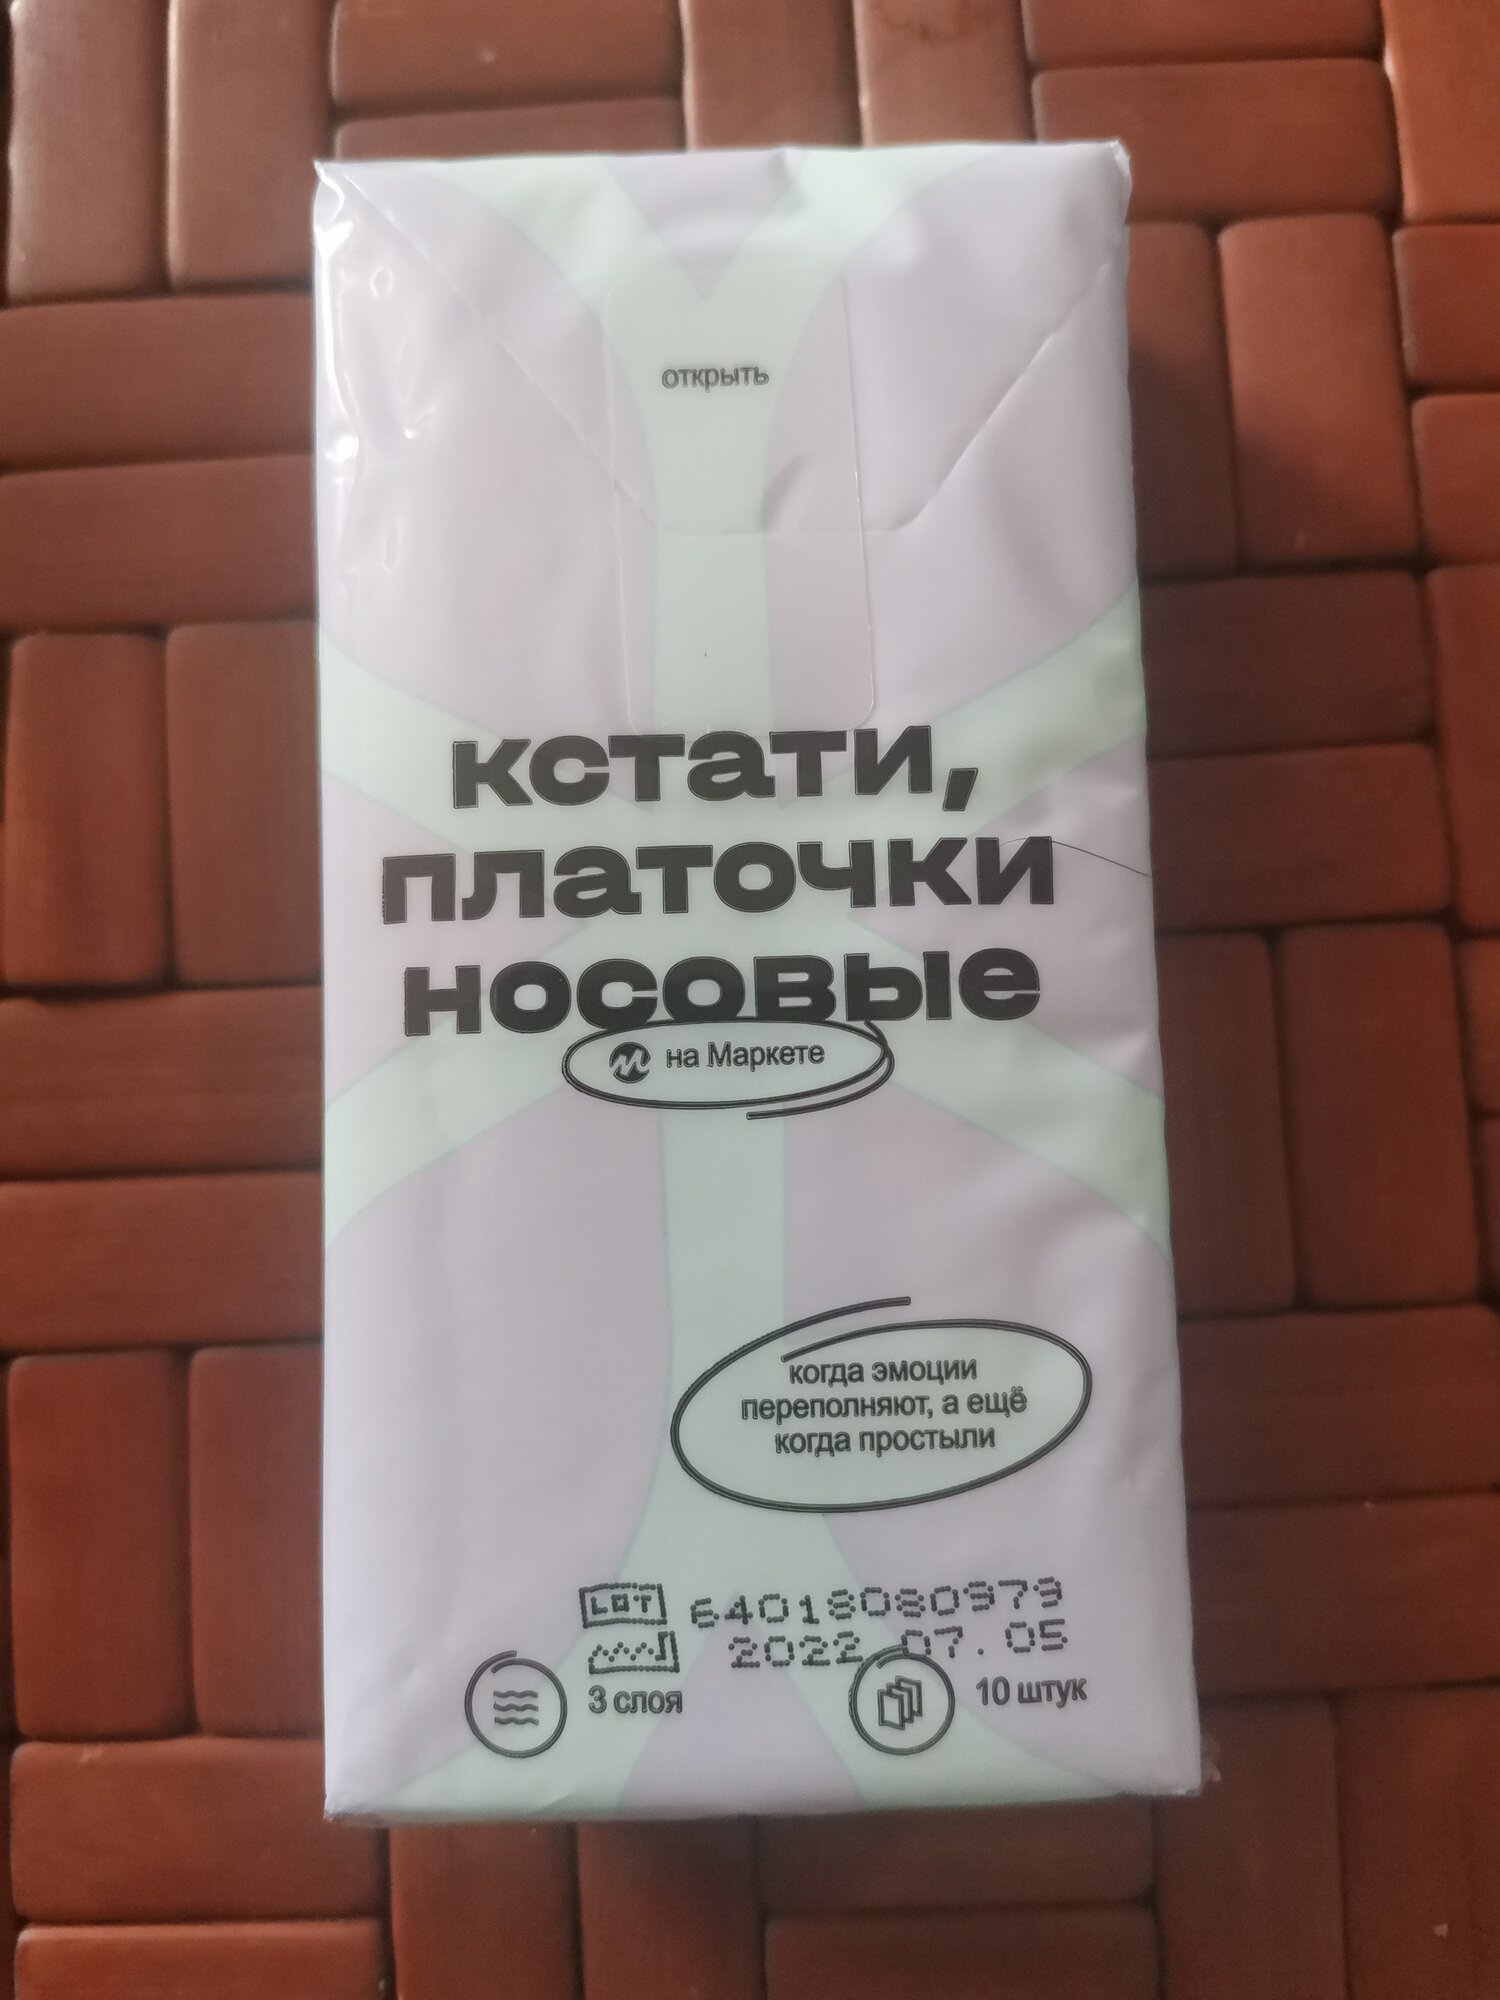 открыть
кстати,
платочки
носовые
на Маркете
когда эмоции
переполняют, а ещё
когда простыли
LOT 64018080979
2022.07.05
3 слоя
10 штук